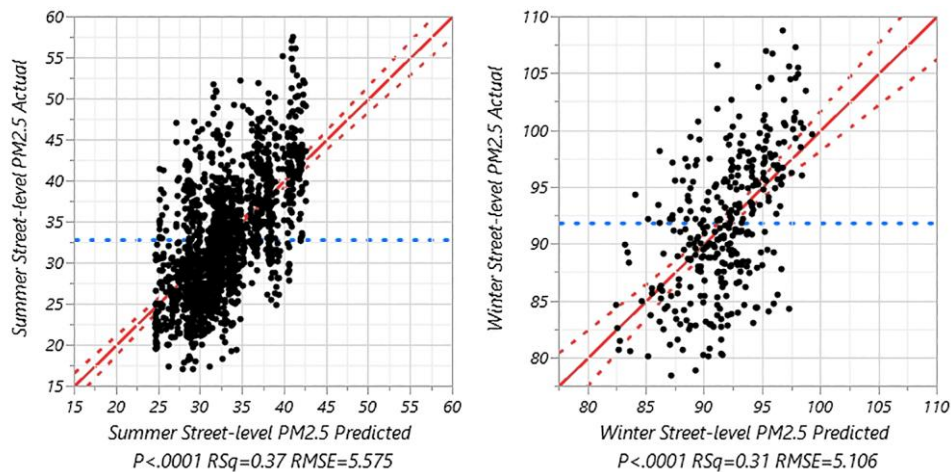 Summer Street-level PM2.5 Actual
60
55
50
45
40
35
30
25
20
15
15 20 25 30 35 40 45 50 55 60
Summer Street-level PM2.5 Predicted
P<.0001 RSq=0.37 RMSE=5.575
Winter Street-level PM2.5 Actual
110
105
100
95
90
85
80
80 85 90 95 100 105 110
Winter Street-level PM2.5 Predicted
P<.0001 RSq=0.31 RMSE=5.106